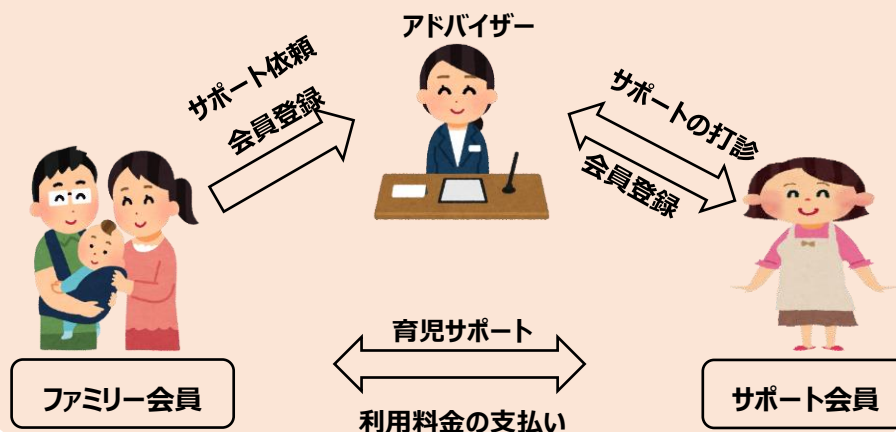 アドバイザー
サポート依頼
会員登録
サポートの打診
会員登録
育児サポート
利用料金の支払い
ファミリー会員
サポート会員